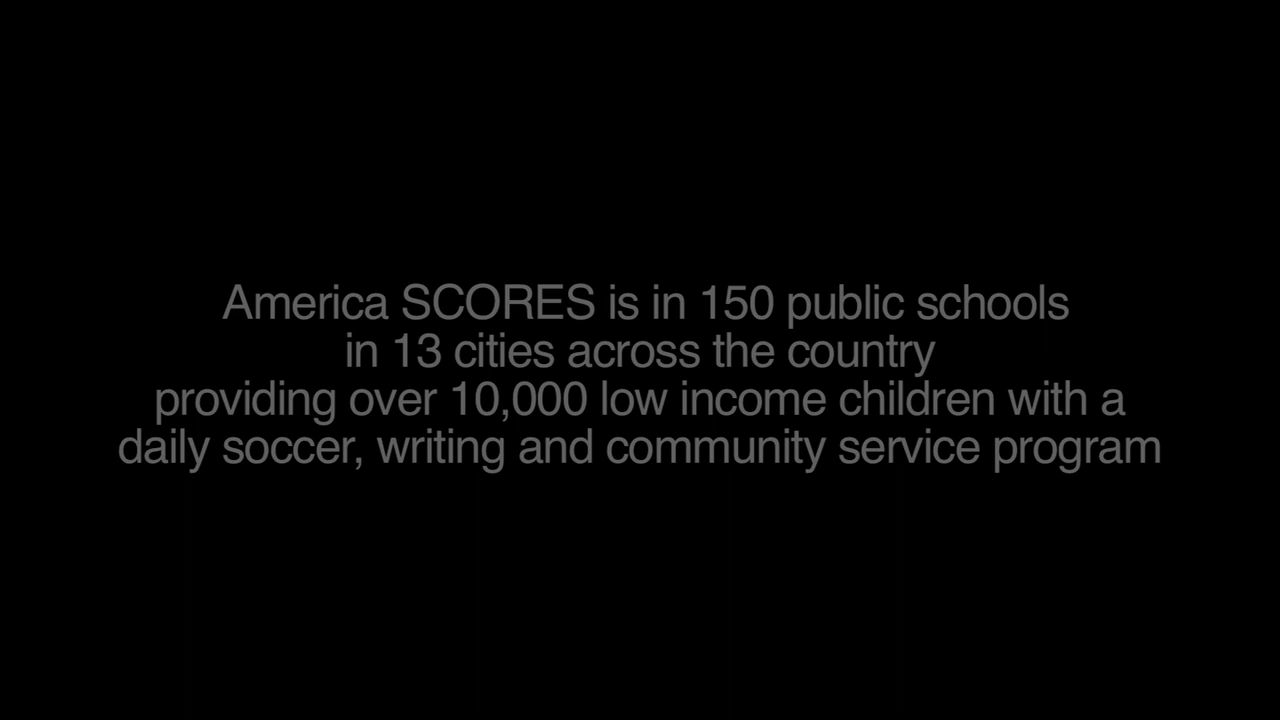 America SCORES is in 150 public schools
in 13 cities across the country
providing over 10,000 low income children with a
daily soccer, writing and community service program